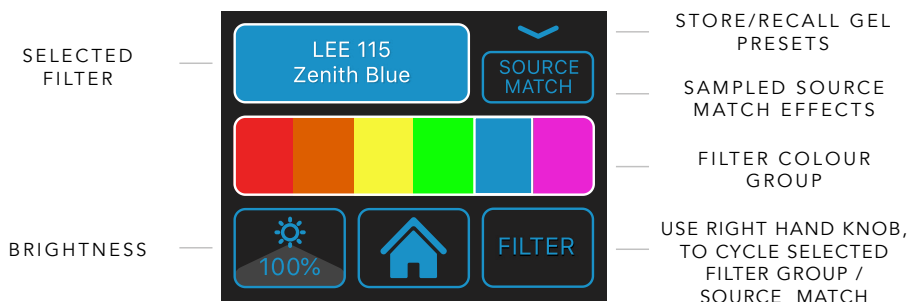 SELECTED
FILTER
BRIGHTNESS
LEE 115
Zenith Blue
SOURCE
MATCH
100%
FILTER
STORE/RECALL GEL
PRESETS
SAMPLED SOURCE
MATCH EFFECTS
FILTER COLOUR
GROUP
USE RIGHT HAND KNOB,
TO CYCLE SELECTED
FILTER GROUP /
SOURCE MATCH